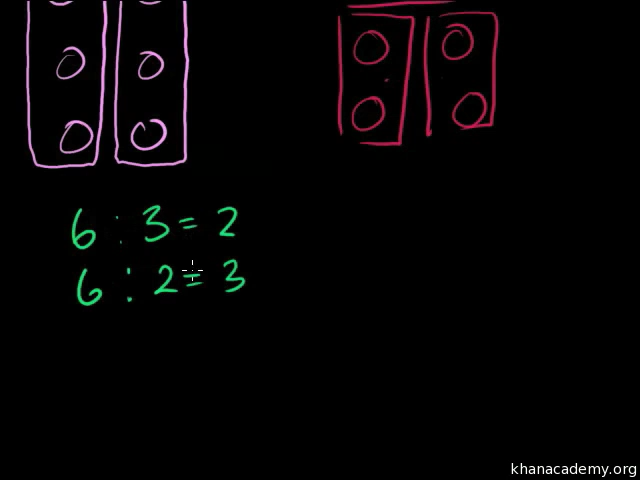 6 : 3 = 2
6 : 2 = 3
khanacademy.org